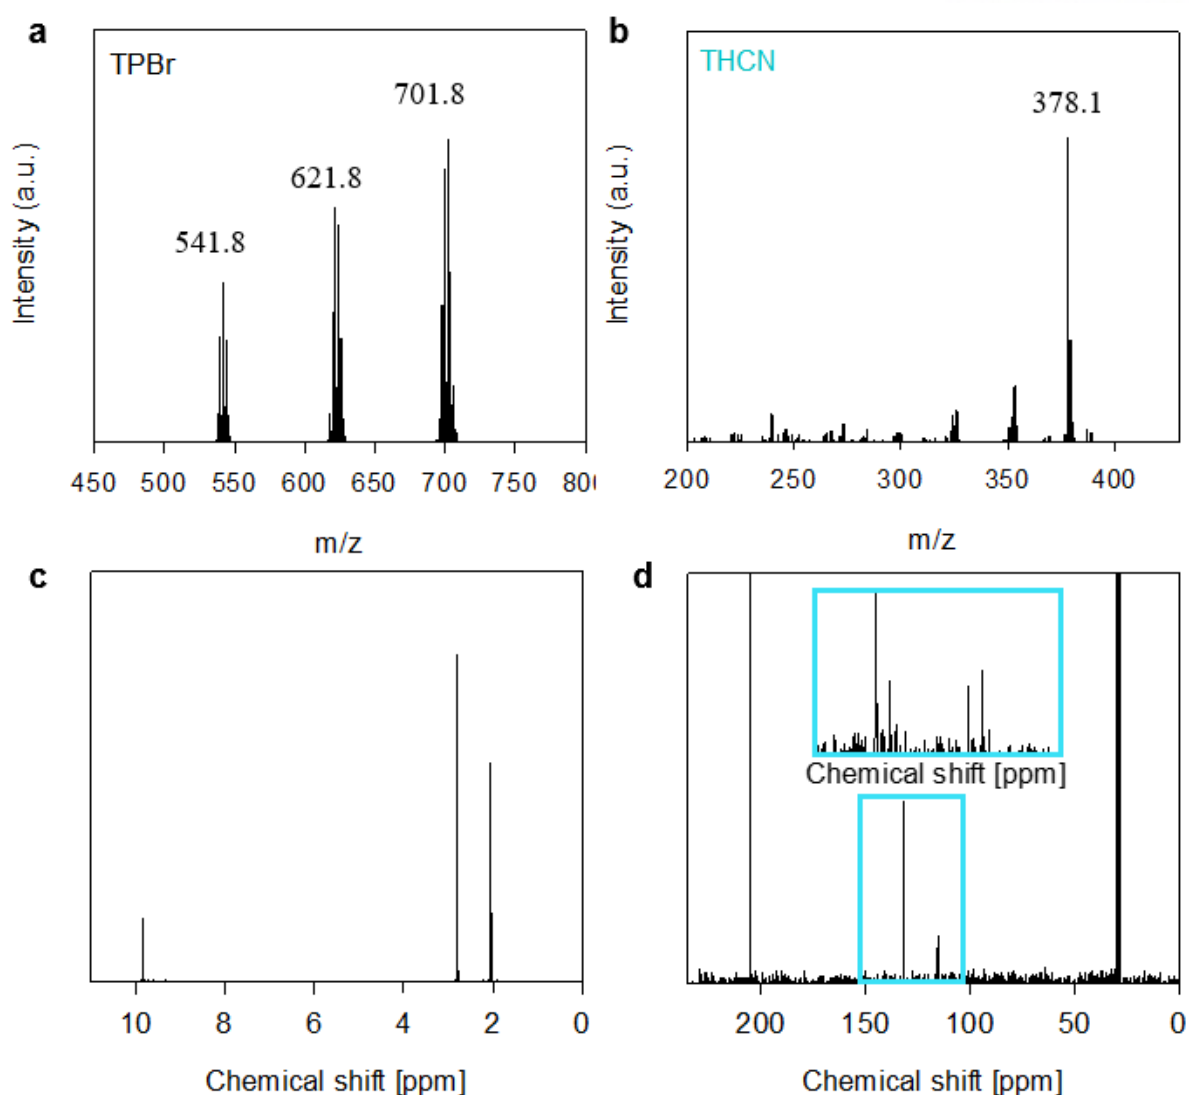 a
TPBr
701.8
621.8
541.8
Intensity (a.u.)
450 500 550 600 650 700 750
m/z
b
THCN
378.1
Intensity (a.u.)
200 250 300 350 400
m/z
c
10 8 6 4 2 0
Chemical shift [ppm]
d
Chemical shift [ppm]
200 150 100 50 0
Chemical shift [ppm]